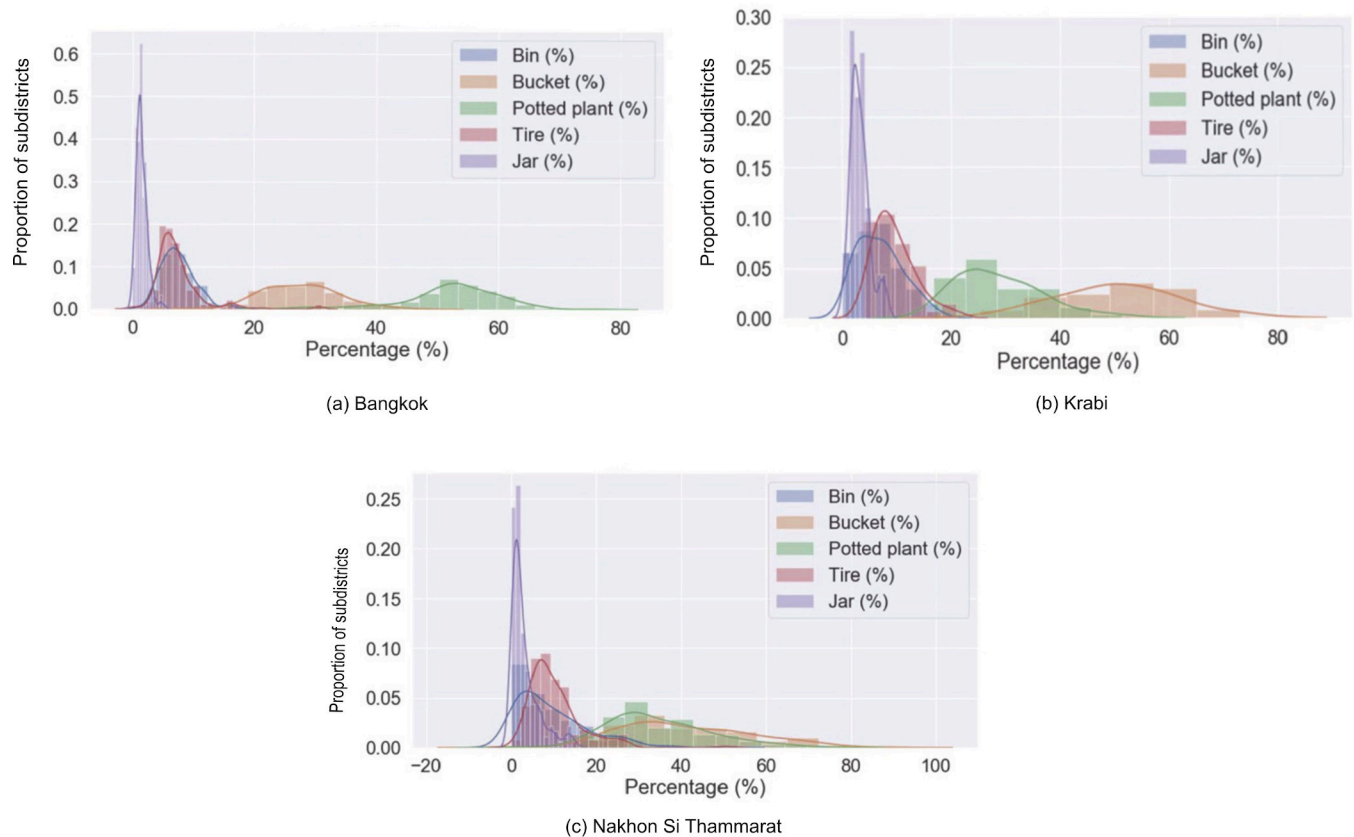 Proportion of subdistricts
0.6
0.5
0.4
0.3
0.2
0.1
0.0
Bin (%)
Bucket (%)
Potted plant (%)
Tire (%)
Jar (%)
0 20 40 60 80
Percentage (%)
(a) Bangkok
Proportion of subdistricts
0.30
0.25
0.20
0.15
0.10
0.05
0.00
Bin (%)
Bucket (%)
Potted plant (%)
Tire (%)
Jar (%)
0 20 40 60 80
Percentage (%)
(b) Krabi
Proportion of subdistricts
0.25
0.20
0.15
0.10
0.05
0.00
Bin (%)
Bucket (%)
Potted plant (%)
Tire (%)
Jar (%)
−20 0 20 40 60 80 100
Percentage (%)
(c) Nakhon Si Thammarat